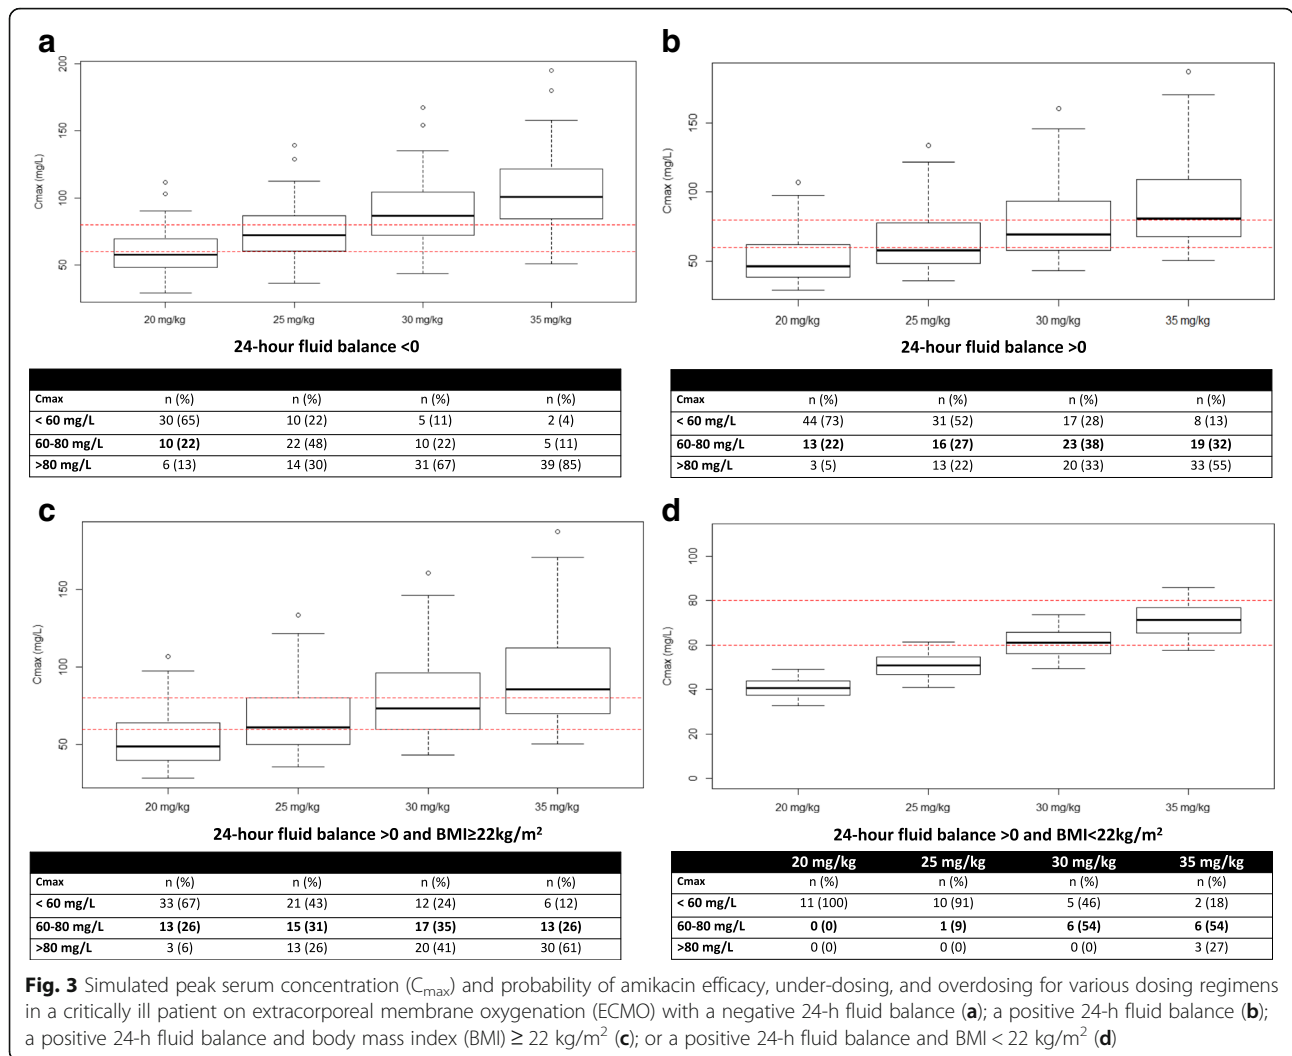 a
Cmax (mg/L)
200
150
100
50
20 mg/kg 25 mg/kg 30 mg/kg 35 mg/kg
24-hour fluid balance <0
Cmax n (%) n (%) n (%) n (%)
< 60 mg/L 30 (65) 10 (22) 5 (11) 2 (4)
60-80 mg/L 10 (22) 22 (48) 10 (22) 5 (11)
>80 mg/L 6 (13) 14 (30) 31 (67) 39 (85)
b
Cmax (mg/L)
150
100
50
20 mg/kg 25 mg/kg 30 mg/kg 35 mg/kg
24-hour fluid balance >0
Cmax n (%) n (%) n (%) n (%)
< 60 mg/L 44 (73) 31 (52) 17 (28) 8 (13)
60-80 mg/L 13 (22) 16 (27) 23 (38) 19 (32)
>80 mg/L 3 (5) 13 (22) 20 (33) 33 (55)
c
Cmax (mg/L)
150
100
50
20 mg/kg 25 mg/kg 30 mg/kg 35 mg/kg
24-hour fluid balance >0 and BMI≥22kg/m²
Cmax n (%) n (%) n (%) n (%)
< 60 mg/L 33 (67) 21 (43) 12 (24) 6 (12)
60-80 mg/L 13 (26) 15 (31) 17 (35) 13 (26)
>80 mg/L 3 (6) 13 (26) 20 (41) 30 (61)
d
Cmax (mg/L)
100
80
60
40
20
0
20 mg/kg 25 mg/kg 30 mg/kg 35 mg/kg
24-hour fluid balance >0 and BMI<22kg/m²
20 mg/kg 25 mg/kg 30 mg/kg 35 mg/kg
Cmax n (%) n (%) n (%) n (%)
< 60 mg/L 11 (100) 10 (91) 5 (46) 2 (18)
60-80 mg/L 0 (0) 1 (9) 6 (54) 6 (54)
>80 mg/L 0 (0) 0 (0) 0 (0) 3 (27)
Fig. 3 Simulated peak serum concentration (Cmax) and probability of amikacin efficacy, under-dosing, and overdosing for various dosing regimens
in a critically ill patient on extracorporeal membrane oxygenation (ECMO) with a negative 24-h fluid balance (a); a positive 24-h fluid balance (b);
a positive 24-h fluid balance and body mass index (BMI) ≥ 22 kg/m² (c); or a positive 24-h fluid balance and BMI < 22 kg/m² (d)